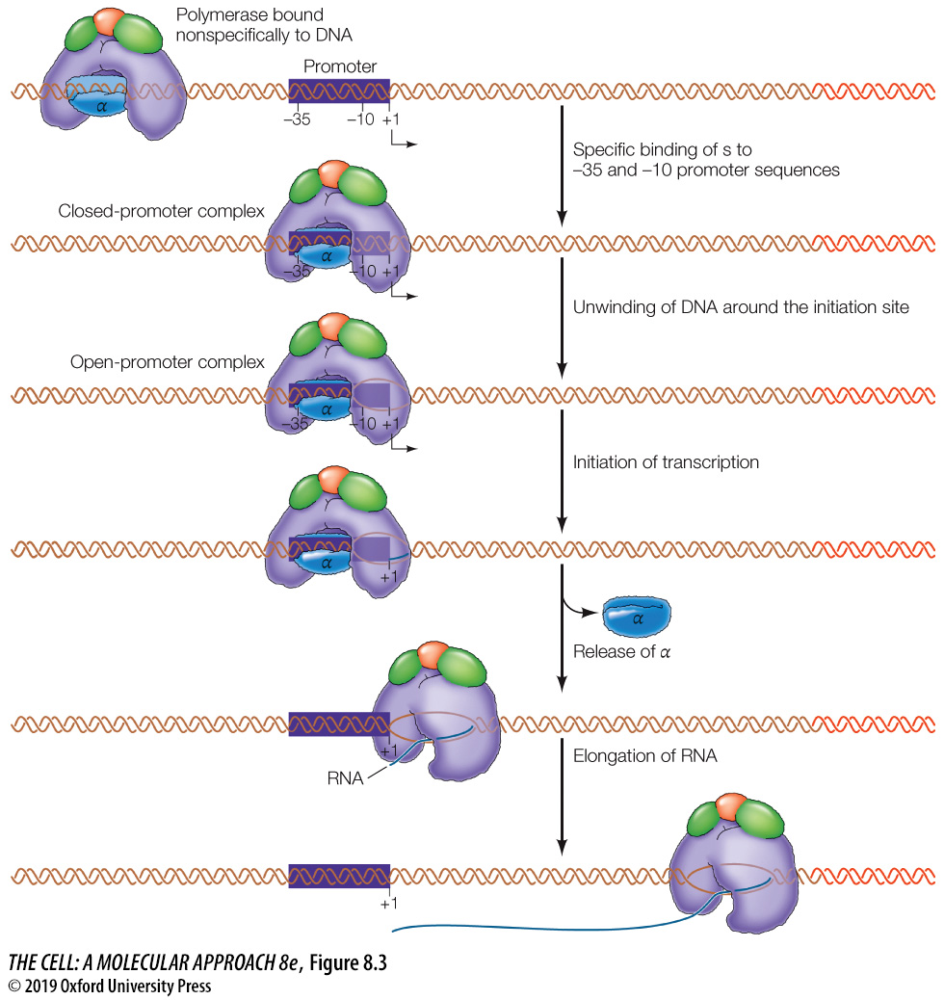 Polymerase bound
nonspecifically to DNA
α
Promoter
–35
–10
+1
Specific binding of s to
–35 and –10 promoter sequences
Closed-promoter complex
α
–35
–10
+1
Unwinding of DNA around the initiation site
Open-promoter complex
α
–35
–10
+1
Initiation of transcription
α
+1
α
Release of α
+1
RNA
Elongation of RNA
+1
THE CELL: A MOLECULAR APPROACH 8e, Figure 8.3
© 2019 Oxford University Press